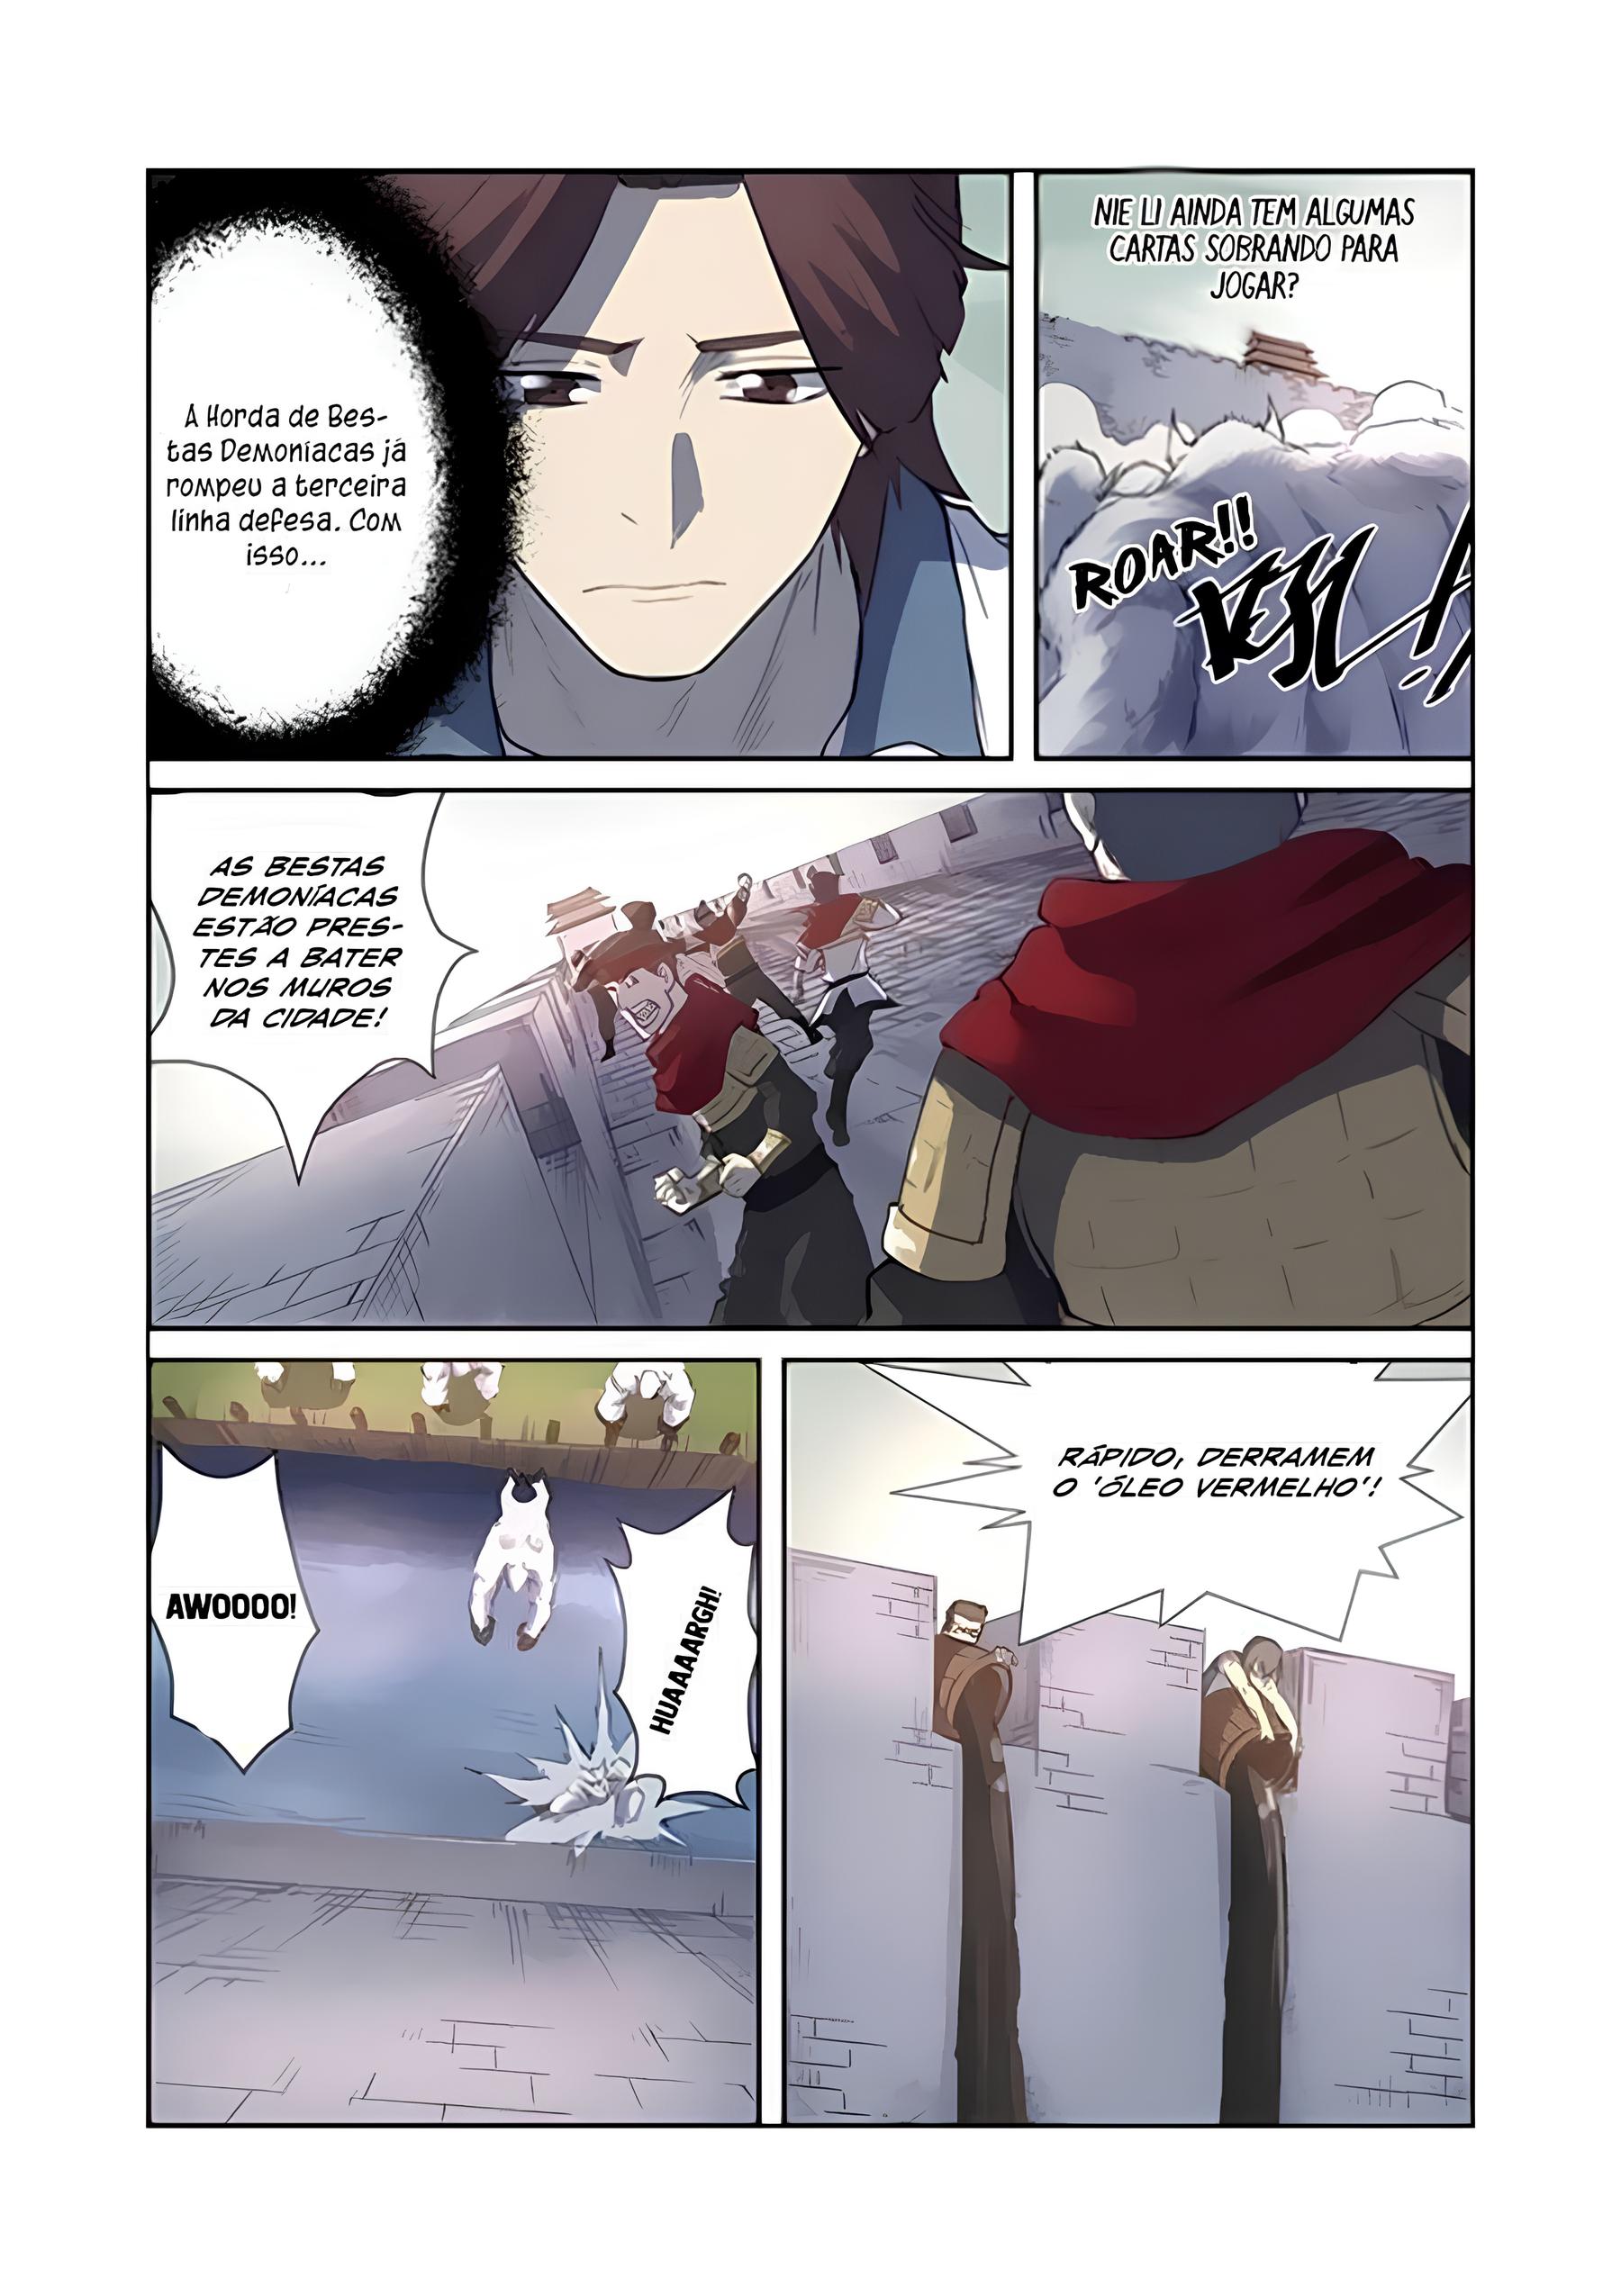 A Horda de Bes-
tas Demoníacas já
rompeu a terceira
linha defesa. Com
isso...
NIE LI AINDA TEM ALGUMAS
CARTAS SOBRANDO PARA
JOGAR?
ROAR!!
AS BESTAS
DEMONÍACAS
ESTÃO PRES-
TES A BATER
NOS MUROS
DA CIDADE!
AWOOOO!
HUAAAARGH!
RÁPIDO, DERRAMEM
O 'ÓLEO VERMELHO'!